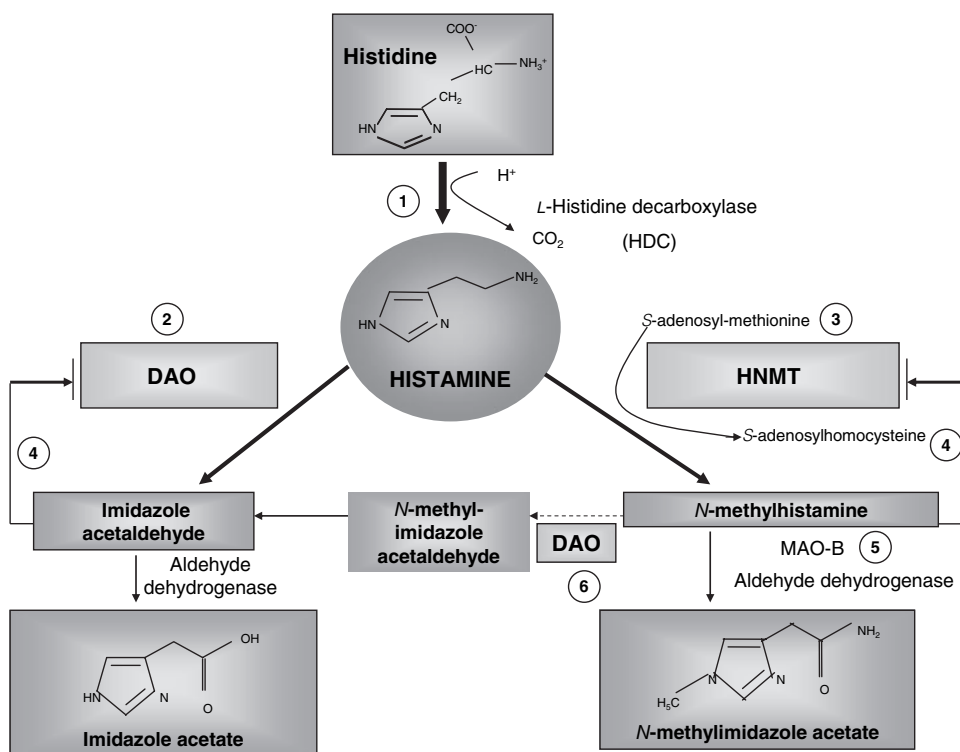 COO-
Histidine
HC
NH3+
CH2
HN
N
H+
1
L-Histidine decarboxylase
CO2
(HDC)
NH2
HN
N
HISTAMINE
2
DAO
S-adenosyl-methionine
3
HNMT
S-adenosylhomocysteine
4
4
Imidazole
acetaldehyde
N-methyl-
imidazole
acetaldehyde
DAO
6
N-methylhistamine
MAO-B
5
Aldehyde
dehydrogenase
Aldehyde dehydrogenase
OH
HN
N
O
Imidazole acetate
NH2
N
N
H5C
O
N-methylimidazole acetate